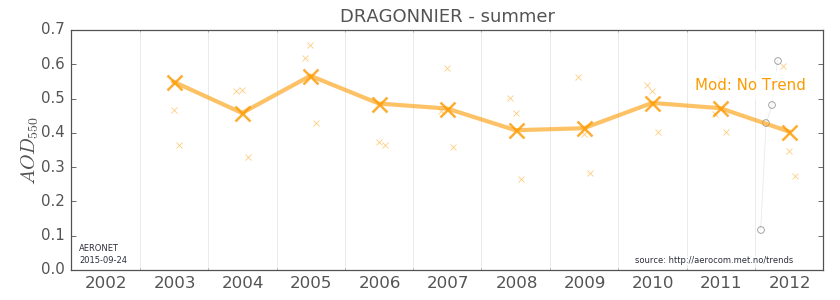 DRAGONNIER - summer
0.7
0.6
0.5
0.4
0.3
0.2
0.1
0.0
AOD550
Mod: No Trend
AERONET
2015-09-24
source: http://aerocom.met.no/trends
2002 2003 2004 2005 2006 2007 2008 2009 2010 2011 2012